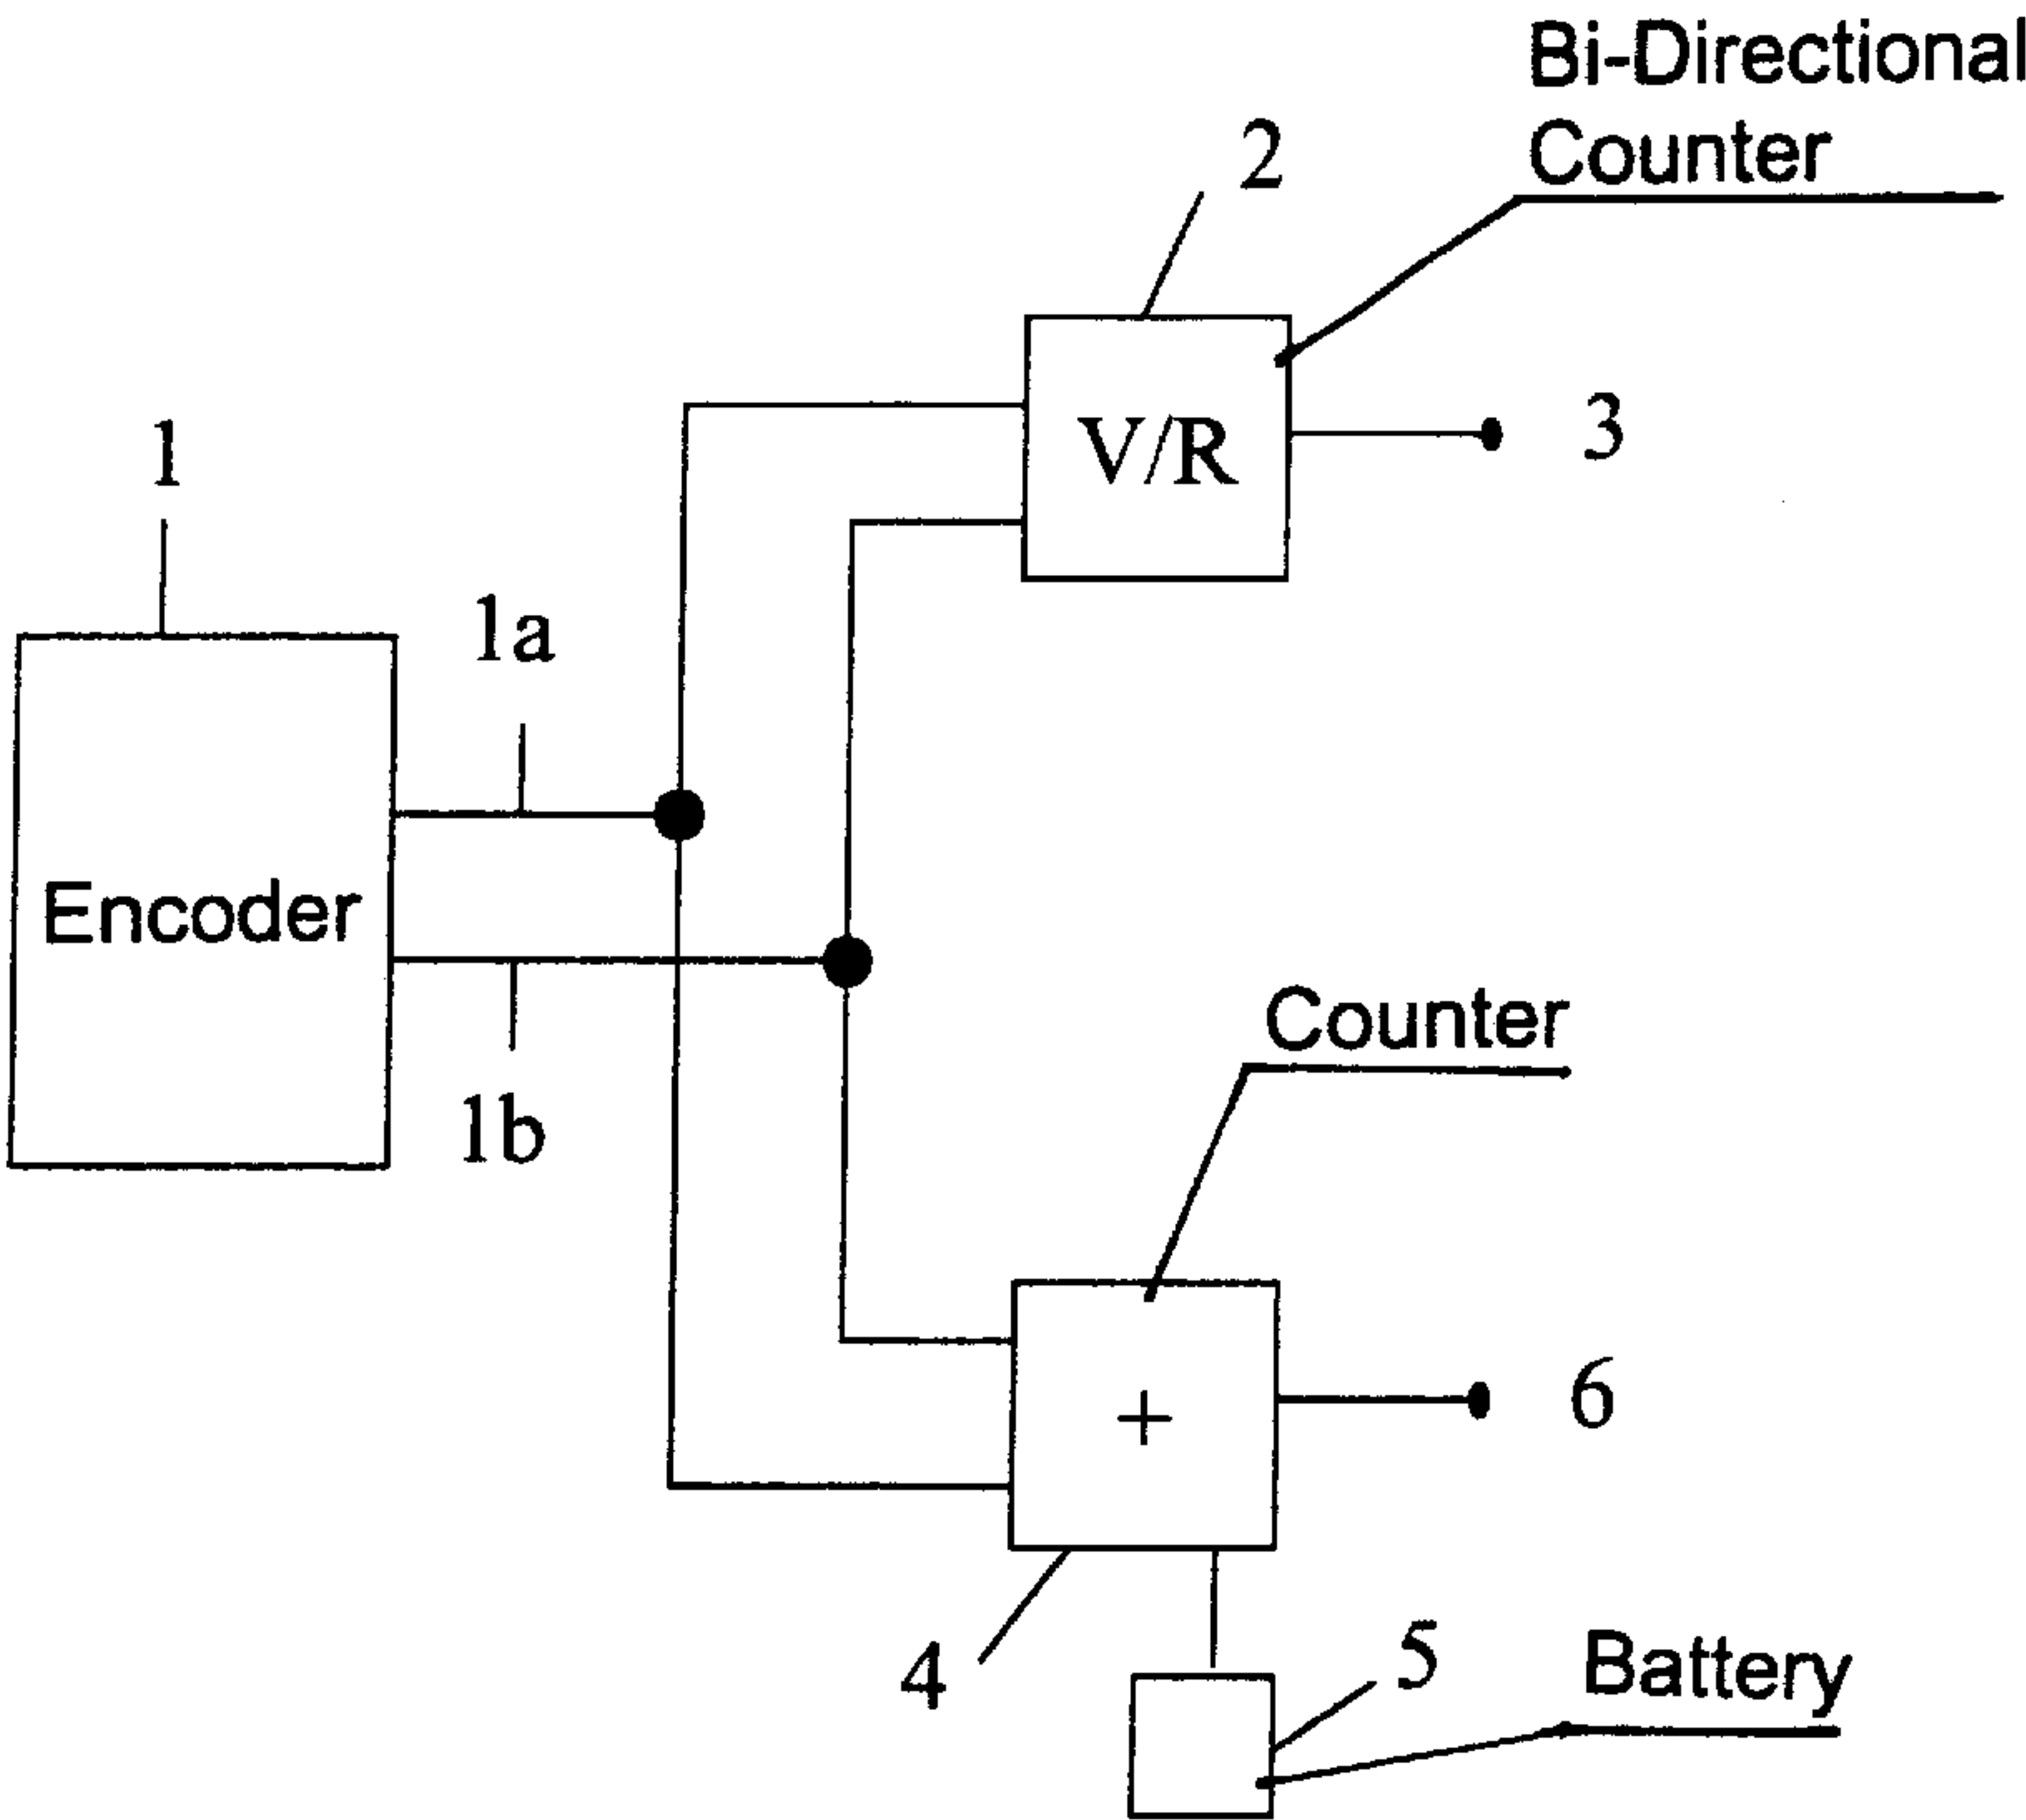 Bi-Directional
Counter
2
V/R
3
1
1a
Encoder
1b
Counter
+
6
4
5
Battery